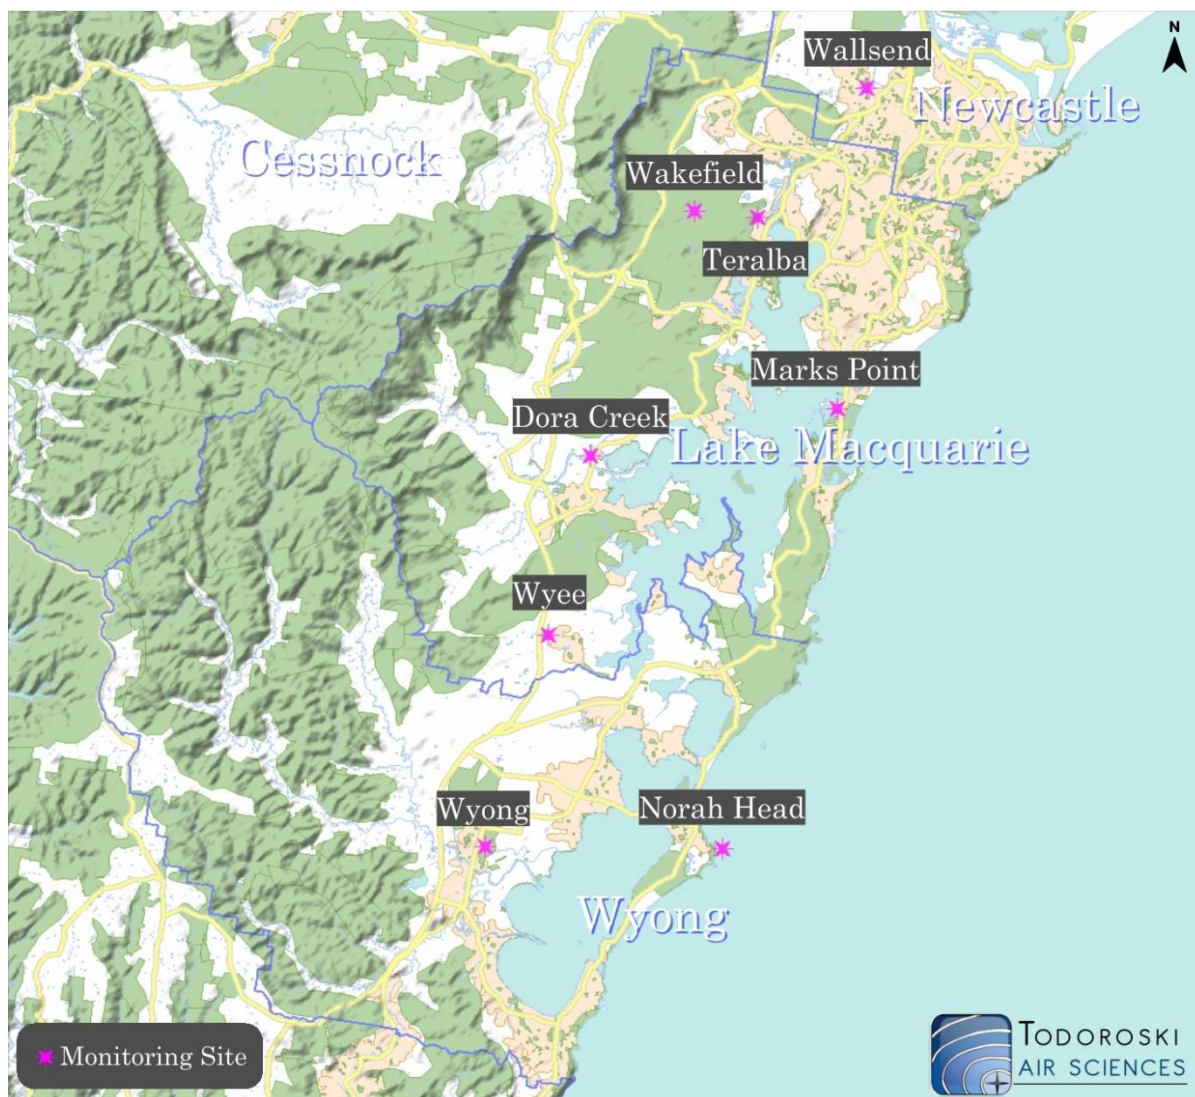 N
Wallsend
Newcastle
Cessnock
Wakefield
Teralba
Marks Point
Dora Creek
Lake Macquarie
Wyee
Wyong
Norah Head
Wyong
Monitoring Site
TODOROSKI
AIR SCIENCES